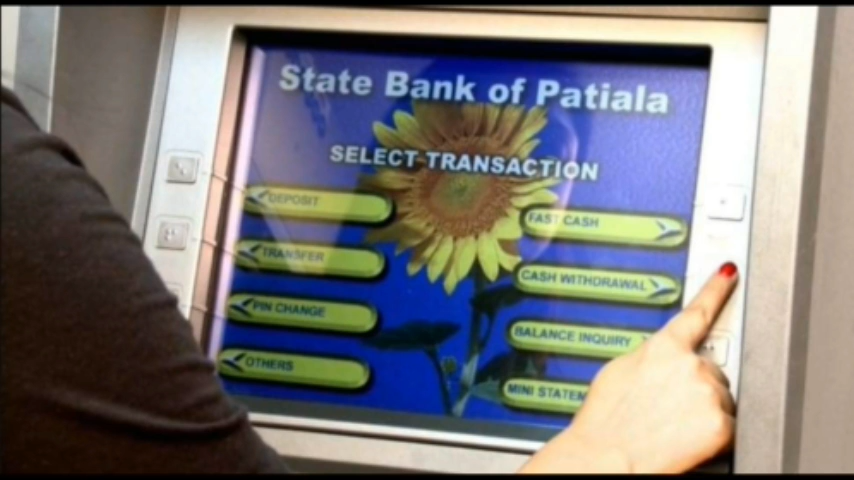 State Bank of Patiala
SELECT TRANSACTION
DEPOSIT
FAST CASH
TRANSFER
CASH WITHDRAWAL
PIN CHANGE
BALANCE INQUIRY
OTHERS
MINI STATEM